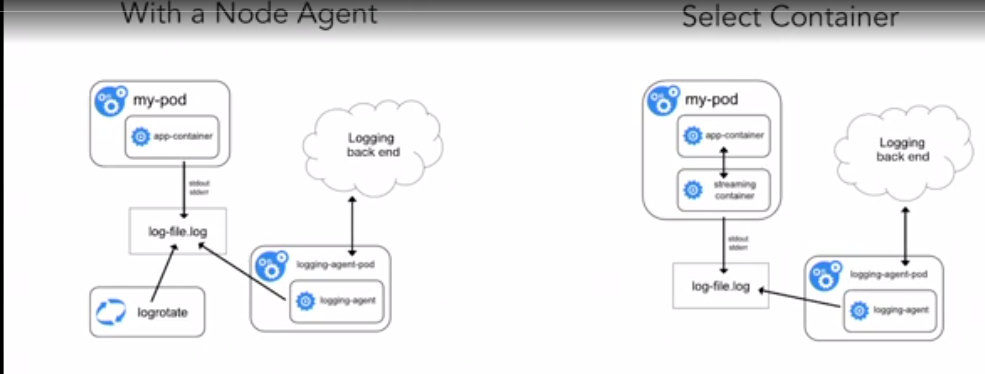 With a Node Agent
my-pod
app-container
stdout
stderr
log-file.log
logrotate
Logging
back end
logging-agent-pod
logging-agent
Select Container
my-pod
app-container
streaming
container
stdout
stderr
log-file.log
Logging
back end
logging-agent-pod
logging-agent